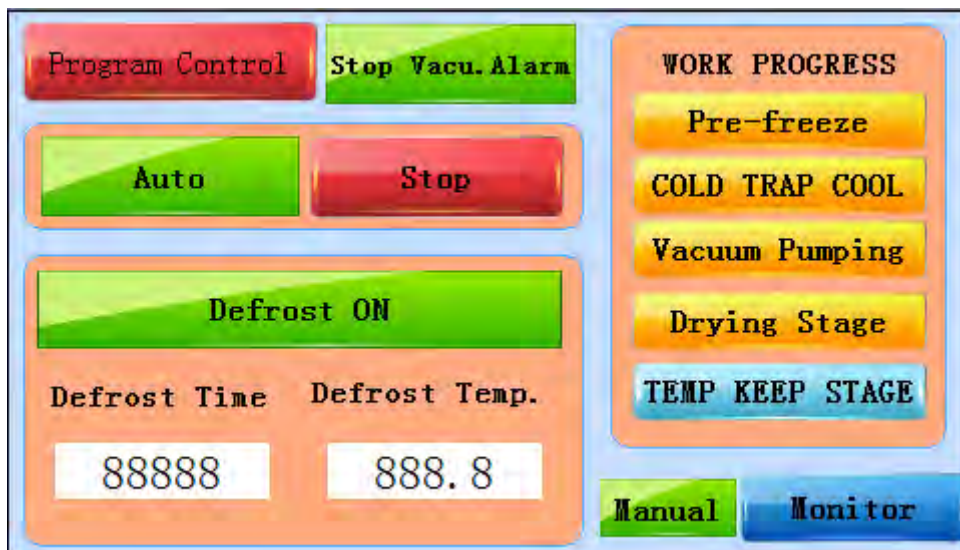 Program Control
Stop Vacu.Alarm
Auto
Stop
Defrost ON
Defrost Time
Defrost Temp.
88888
888.8
WORK PROGRESS
Pre-freeze
COLD TRAP COOL
Vacuum Pumping
Drying Stage
TEMP KEEP STAGE
Manual
Monitor